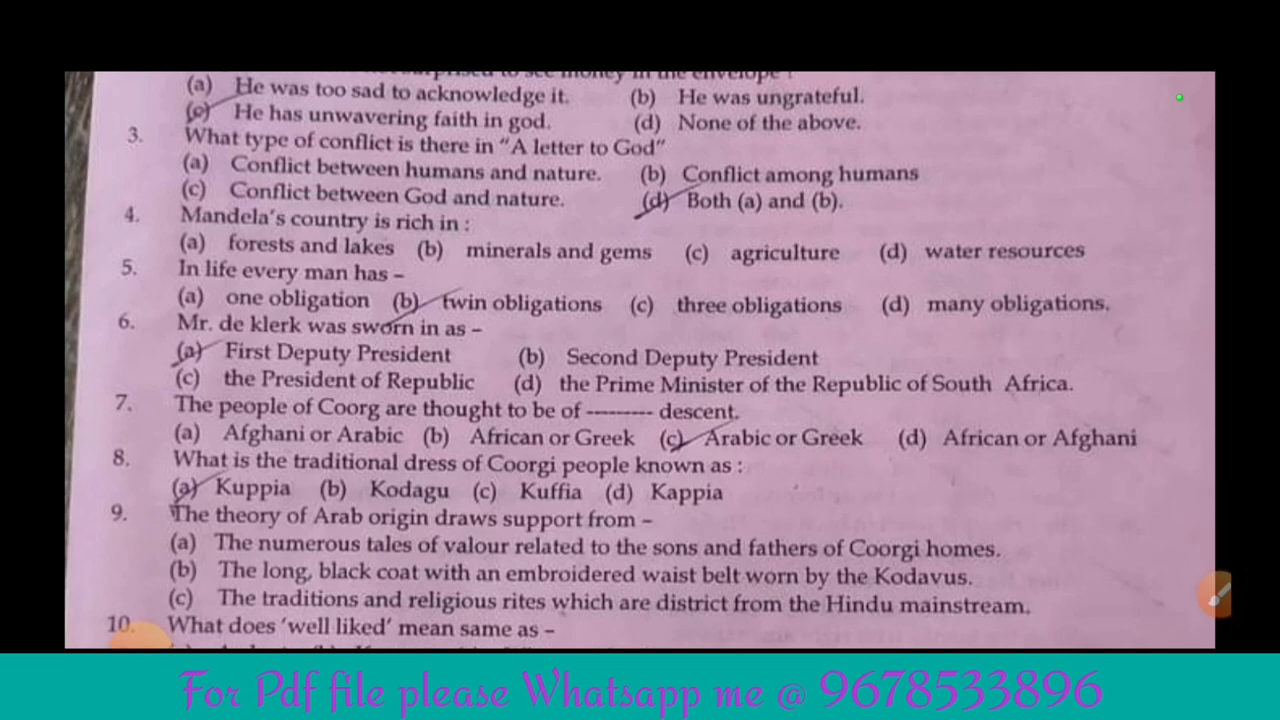 surprised to see money in the envelope ?
(a) He was too sad to acknowledge it. (b) He was ungrateful.
(c) He has unwavering faith in god. (d) None of the above.
3. What type of conflict is there in "A letter to God"
(a) Conflict between humans and nature. (b) Conflict among humans
(c) Conflict between God and nature. (d) Both (a) and (b).
4. Mandela's country is rich in :
(a) forests and lakes (b) minerals and gems (c) agriculture (d) water resources
5. In life every man has –
(a) one obligation (b) twin obligations (c) three obligations (d) many obligations.
6. Mr. de klerk was sworn in as –
(a) First Deputy President (b) Second Deputy President
(c) the President of Republic (d) the Prime Minister of the Republic of South Africa.
7. The people of Coorg are thought to be of --------- descent.
(a) Afghani or Arabic (b) African or Greek (c) Arabic or Greek (d) African or Afghani
8. What is the traditional dress of Coorgi people known as :
(a) Kuppia (b) Kodagu (c) Kuffia (d) Kappia
9. The theory of Arab origin draws support from –
(a) The numerous tales of valour related to the sons and fathers of Coorgi homes.
(b) The long, black coat with an embroidered waist belt worn by the Kodavus.
(c) The traditions and religious rites which are district from the Hindu mainstream.
10. What does 'well liked' mean same as –
For Pdf file please Whatsapp me @ 9678533896